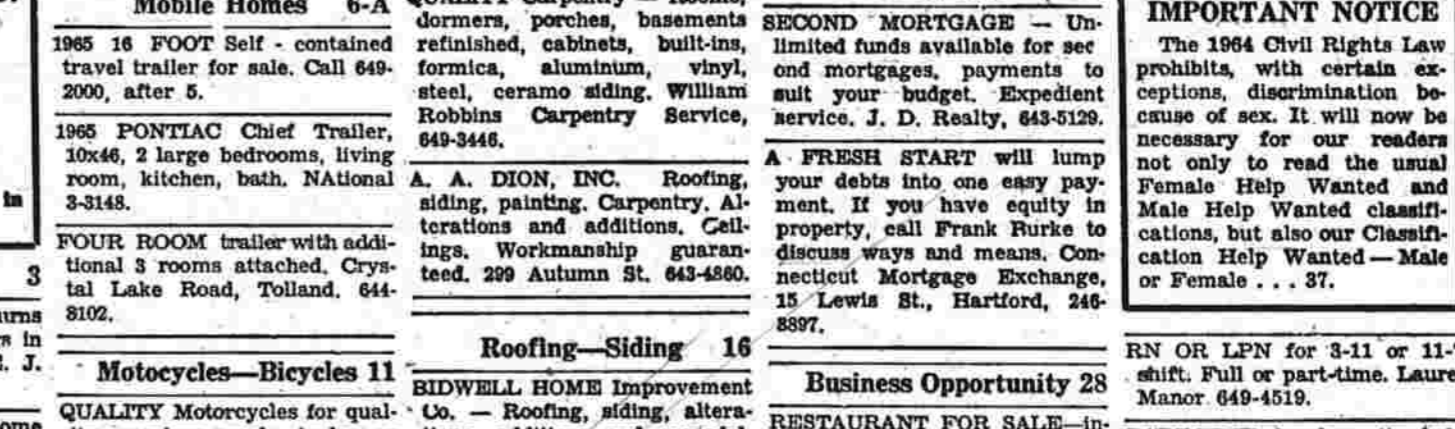 in
3
in
. J.
Mobile Homes 6-A
1965 16 FOOT Self - contained
travel trailer for sale. Call 649-
2000, after 5.
1965 PONTIAC Chief Trailer,
10x46, 2 large bedrooms, living
room, kitchen, bath. NAtional
3-3148.
FOUR ROOM trailer with addi-
tional 3 rooms attached. Crys-
tal Lake Road, Tolland. 644-
8102.
Motocycles—Bicycles 11
QUALITY Motorcycles for qual-
dormers, porches, basements
refinished, cabinets, built-ins,
formica, aluminum, vinyl,
steel, ceramo siding. William
Robbins Carpentry Service,
649-3446.
A. A. DION, INC. Roofing,
siding, painting. Carpentry. Al-
terations and additions. Ceil-
ings. Workmanship guaran-
teed. 299 Autumn St. 643-4860.
Roofing—Siding 16
BIDWELL HOME Improvement
Co. — Roofing, siding, altera-
SECOND MORTGAGE — Un-
limited funds available for sec
ond mortgages, payments to
suit your budget. Expedient
service. J. D. Realty, 643-5129.
A FRESH START will lump
your debts into one easy pay-
ment. If you have equity in
property, call Frank Burke to
discuss ways and means. Con-
necticut Mortgage Exchange,
15 Lewis St., Hartford, 246-
8897.
Business Opportunity 28
RESTAURANT FOR SALE—in-
IMPORTANT NOTICE
The 1964 Civil Rights Law
prohibits, with certain ex-
ceptions, discrimination be-
cause of sex. It will now be
necessary for our readers
not only to read the usual
Female Help Wanted and
Male Help Wanted classifi-
cations, but also our Classifi-
cation Help Wanted — Male
or Female . . . 37.
RN OR LPN for 3-11 or 11-
shift. Full or part-time. Laure
Manor. 649-4519.